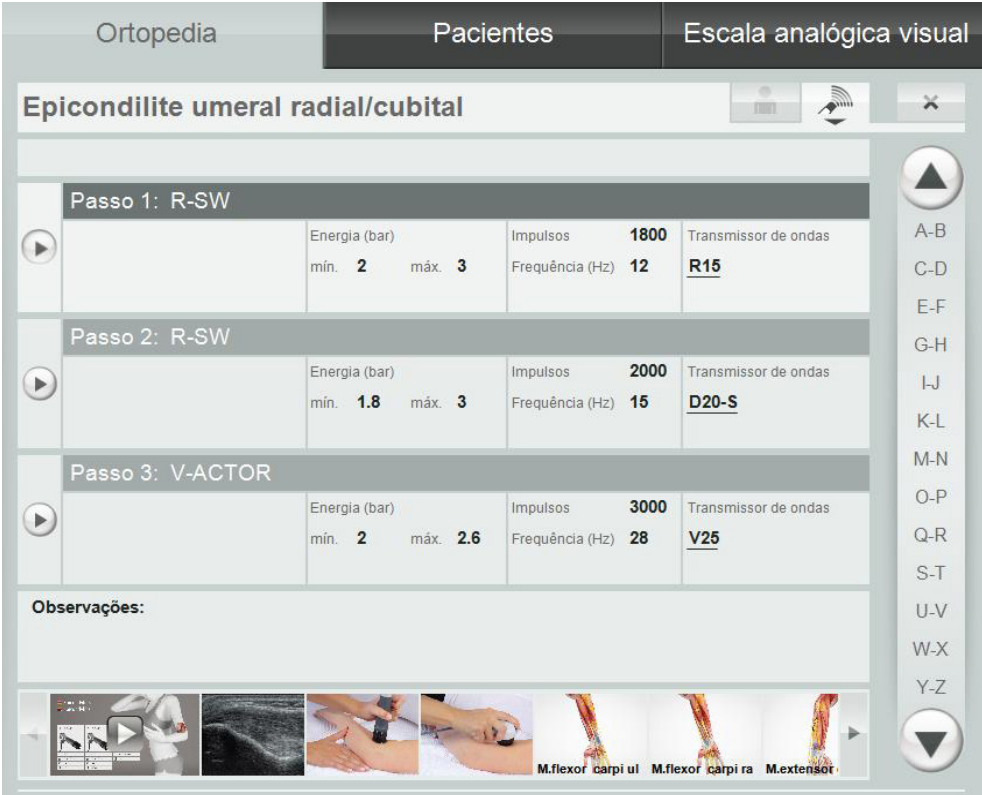 Ortopedia
Pacientes
Escala analógica visual
Epicondilite umeral radial/cubital
Passo 1: R-SW
Energia (bar)
mín. 2 máx. 3
Impulsos 1800
Frequência (Hz) 12
Transmissor de ondas
R15
Passo 2: R-SW
Energia (bar)
mín. 1.8 máx. 3
Impulsos 2000
Frequência (Hz) 15
Transmissor de ondas
D20-S
Passo 3: V-ACTOR
Energia (bar)
mín. 2 máx. 2.6
Impulsos 3000
Frequência (Hz) 28
Transmissor de ondas
V25
Observações:
M.flexor carpi ul
M.flexor carpi ra
M.extensor
A-B
C-D
E-F
G-H
I-J
K-L
M-N
O-P
Q-R
S-T
U-V
W-X
Y-Z